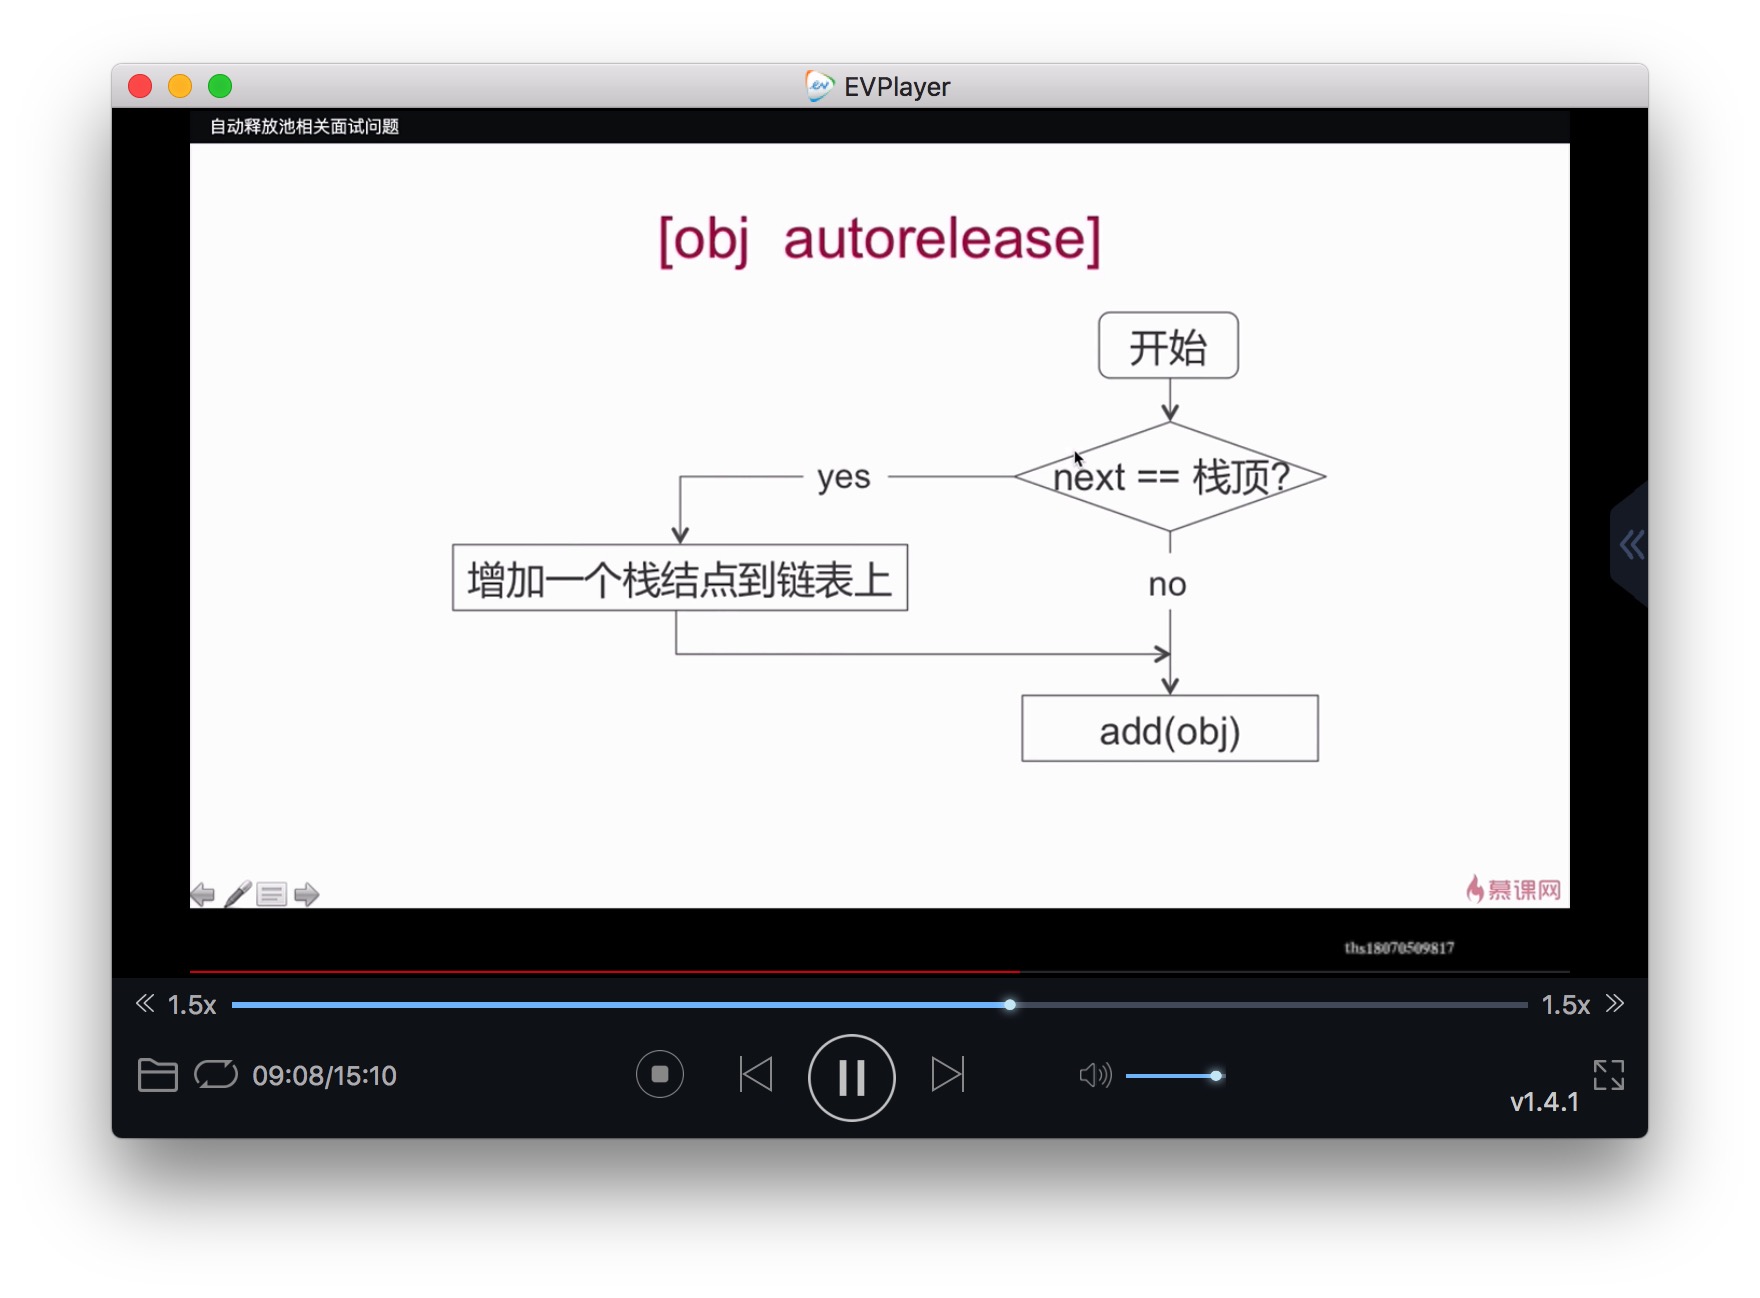 EVPlayer
自动释放池相关面试问题
[obj autorelease]
开始
next == 栈顶?
yes
增加一个栈结点到链表上
no
add(obj)
慕课网
ths18070509817
1.5x
1.5x
09:08/15:10
v1.4.1